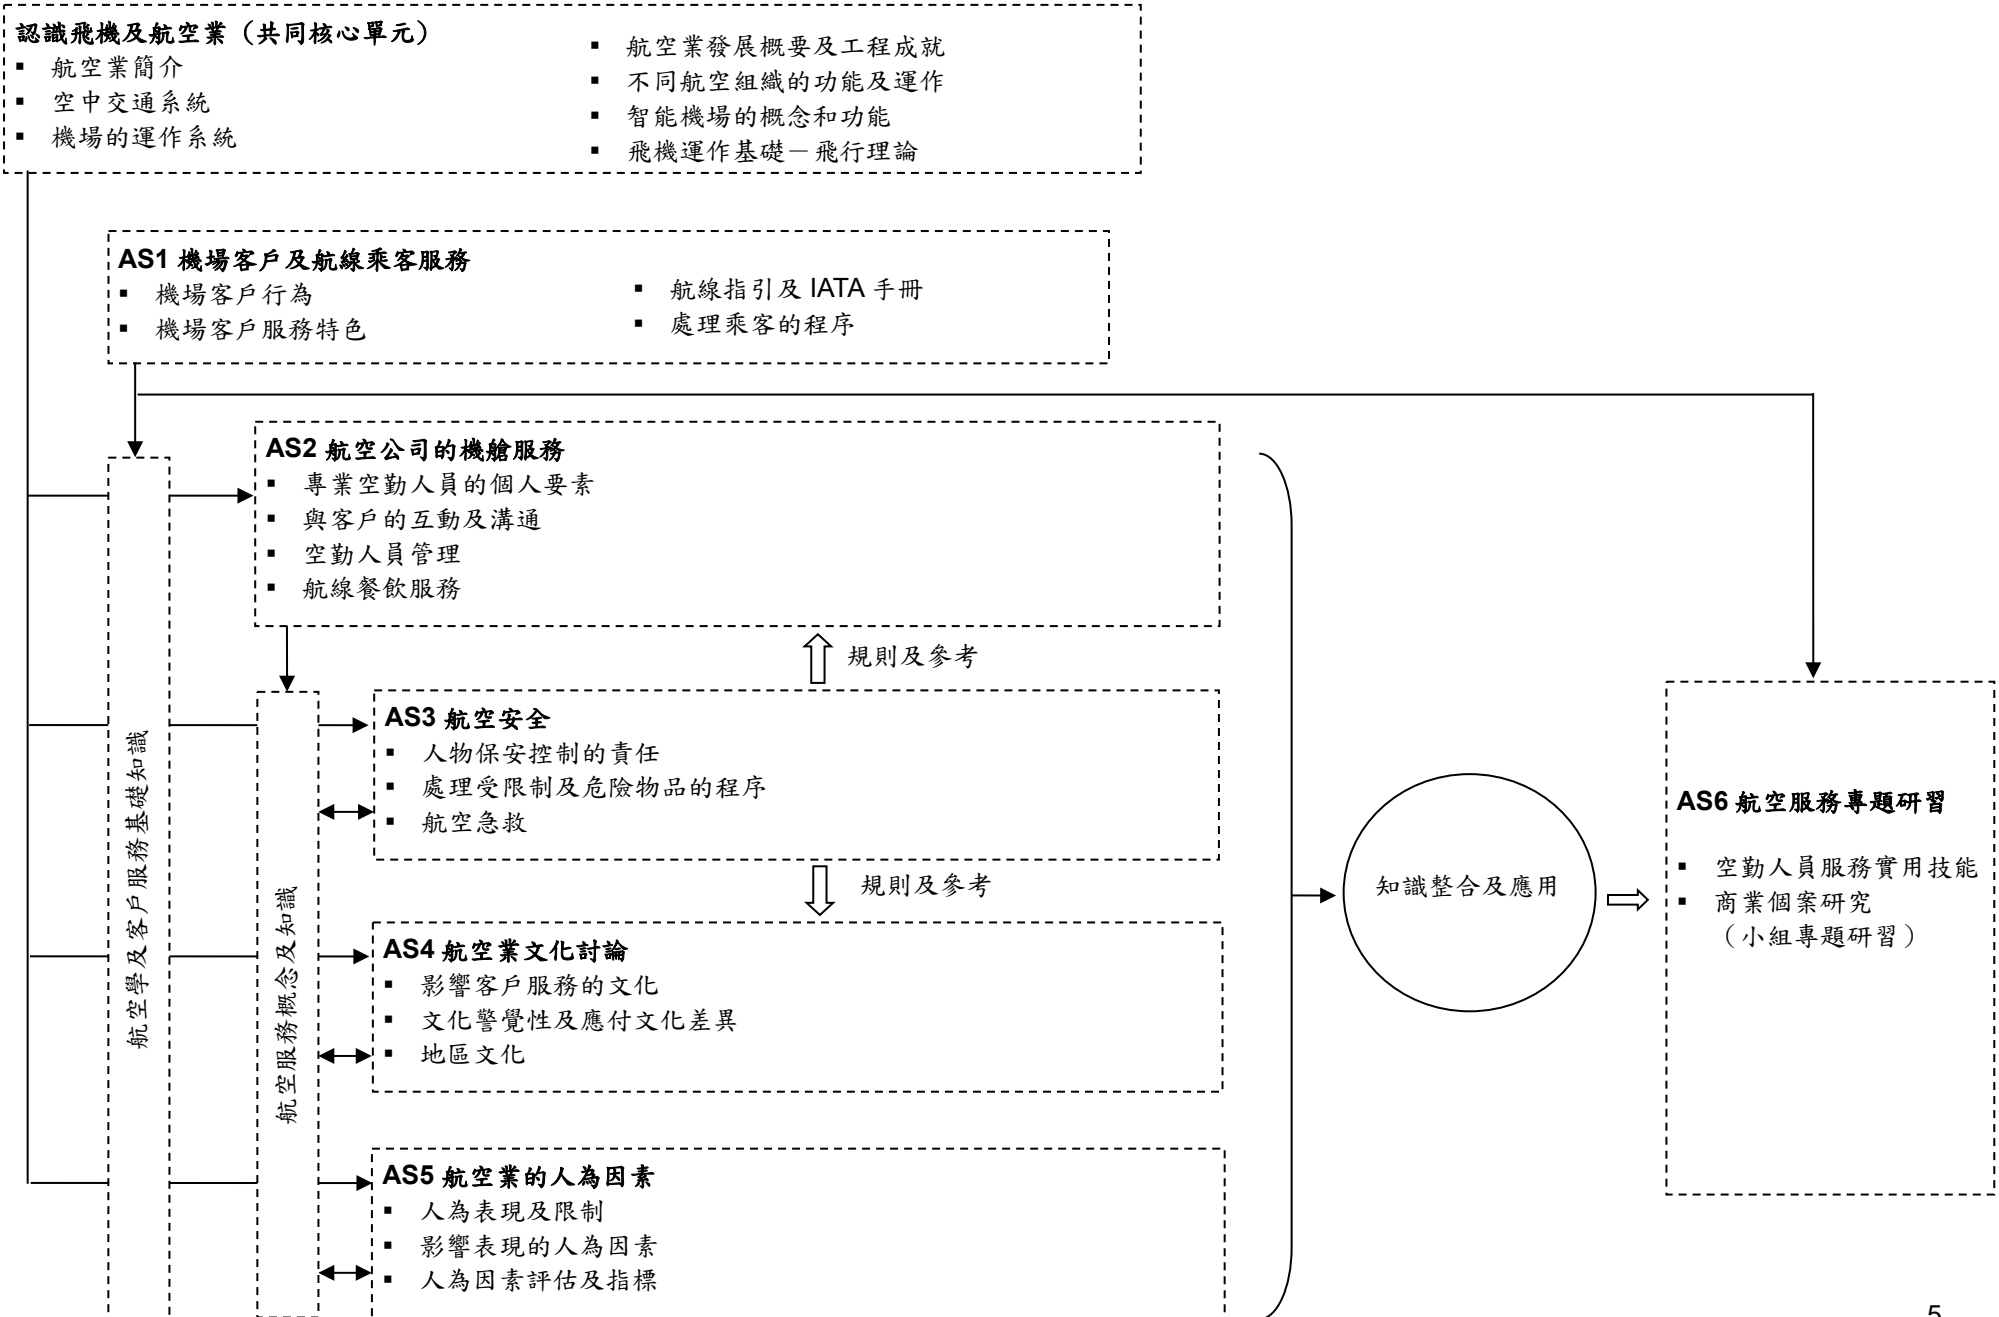 認識飛機及航空業（共同核心單元）
▪ 航空業簡介
▪ 空中交通系統
▪ 機場的運作系統
▪ 航空業發展概要及工程成就
▪ 不同航空組織的功能及運作
▪ 智能機場的概念和功能
▪ 飛機運作基礎－飛行理論
AS1 機場客戶及航線乘客服務
▪ 機場客戶行為
▪ 機場客戶服務特色
▪ 航線指引及 IATA 手冊
▪ 處理乘客的程序
航空學及客戶服務基礎知識
AS2 航空公司的機艙服務
▪ 專業空勤人員的個人要素
▪ 與客戶的互動及溝通
▪ 空勤人員管理
▪ 航線餐飲服務
規則及參考
航空服務概念及知識
AS3 航空安全
▪ 人物保安控制的責任
▪ 處理受限制及危險物品的程序
▪ 航空急救
規則及參考
AS4 航空業文化討論
▪ 影響客戶服務的文化
▪ 文化警覺性及應付文化差異
▪ 地區文化
AS5 航空業的人為因素
▪ 人為表現及限制
▪ 影響表現的人為因素
▪ 人為因素評估及指標
知識整合及應用
AS6 航空服務專題研習
▪ 空勤人員服務實用技能
▪ 商業個案研究
（小組專題研習）
5